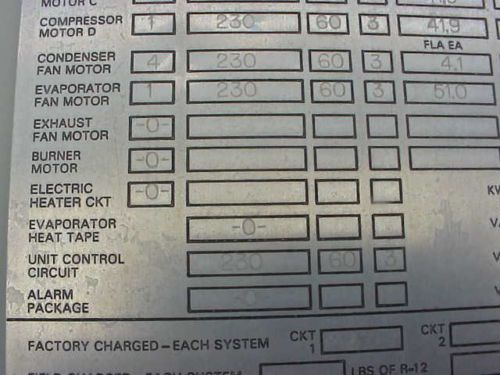 MOTOR C
COMPRESSOR MOTOR D 1 230 60 3 41.9
FLA EA
CONDENSER FAN MOTOR 4 230 60 3 4.1
EVAPORATOR FAN MOTOR 1 230 60 3 51.0
EXHAUST FAN MOTOR -0-
BURNER MOTOR -0-
ELECTRIC HEATER CKT -0-
EVAPORATOR HEAT TAPE -0-
UNIT CONTROL CIRCUIT 230 60 3
ALARM PACKAGE -0-
FACTORY CHARGED-EACH SYSTEM CKT 1 CKT 2
LBS OF R-12